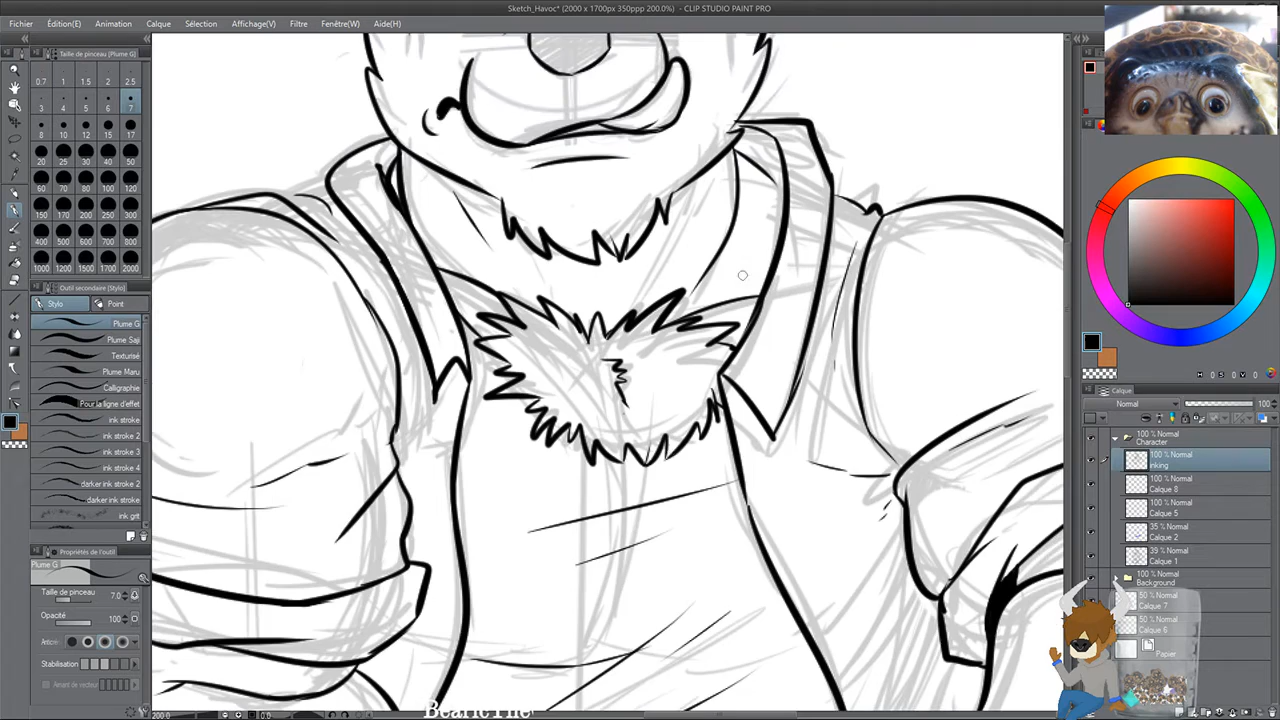 Sketch_Havoc* (2000 x 1700px 350ppp 200.0%) - CLIP STUDIO PAINT PRO
Fichier Édition(E) Animation Calque Sélection Affichage(V) Filtre Fenêtre(W) Aide(H)
Taille de pinceau (Plume G)
0.7 1 1.5 2 2.5
3 4 5 6 7
8 10 12 15 17
20 25 30 40 50
60 70 80 100 120
150 170 200 250 300
400 500 600 700 800
1000 1200 1500 1700 2000
Outil secondaire (Stylo)
Stylo Point
Plume G
Plume Saji
Texturisé
Plume Maru
Calligraphie
Pour la ligne d'effet
ink stroke
ink stroke 2
ink stroke 3
ink stroke 4
darker ink stroke 2
darker ink stroke
ink grit
Propriétés de l'outil
Plume G
Taille de pinceau 7.0
Opacité 100
Stabilisation
200.0 0.0
H 0 S 0 V 0
Calque
Normal 100
100 % Normal
Character
100 % Normal
inking
100 % Normal
Calque 8
100 % Normal
Calque 5
35 % Normal
Calque 2
39 % Normal
Calque 1
100 % Normal
Background
50 % Normal
Calque 7
50 % Normal
Calque 6
Papier